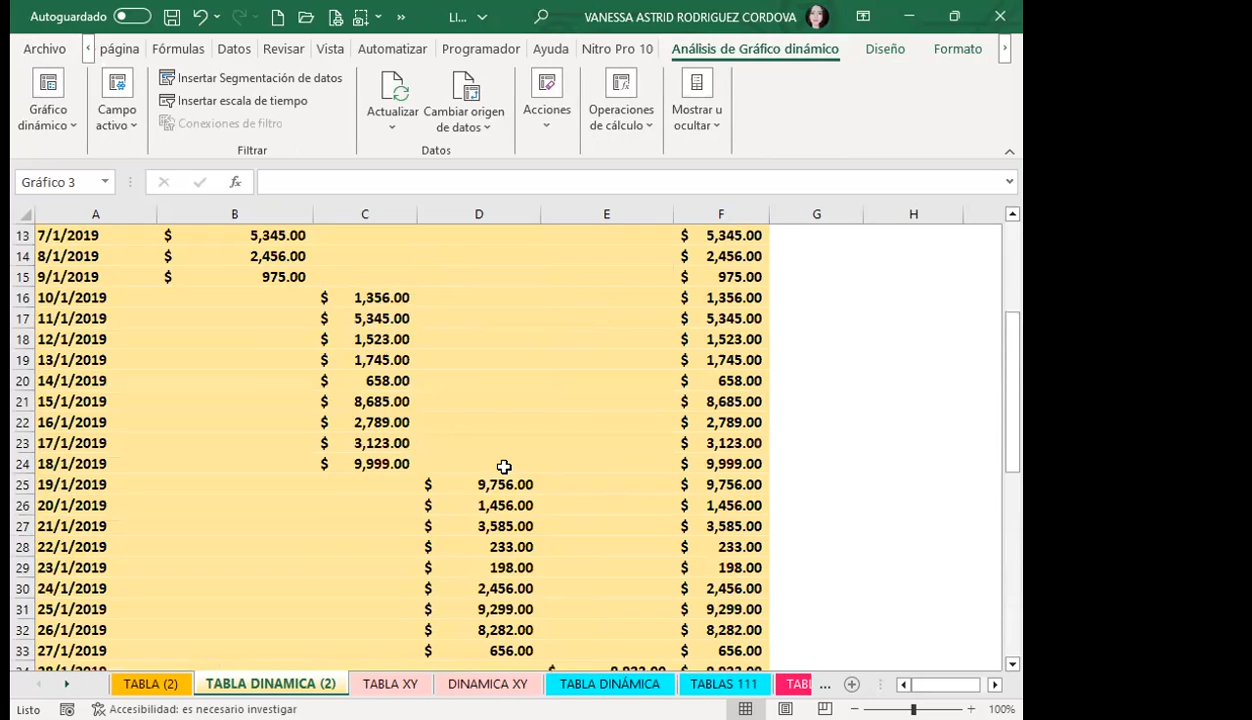 Autoguardado LI... VANESSA ASTRID RODRIGUEZ CORDOVA
Archivo página Fórmulas Datos Revisar Vista Automatizar Programador Ayuda Nitro Pro 10 Análisis de Gráfico dinámico Diseño Formato
Gráfico dinámico
Campo activo
Insertar Segmentación de datos
Insertar escala de tiempo
Conexiones de filtro
Filtrar
Actualizar
Cambiar origen de datos
Datos
Acciones
Operaciones de cálculo
Mostrar u ocultar
Gráfico 3 fx
A B C D E F G H
13 7/1/2019 $ 5,345.00 $ 5,345.00
14 8/1/2019 $ 2,456.00 $ 2,456.00
15 9/1/2019 $ 975.00 $ 975.00
16 10/1/2019 $ 1,356.00 $ 1,356.00
17 11/1/2019 $ 5,345.00 $ 5,345.00
18 12/1/2019 $ 1,523.00 $ 1,523.00
19 13/1/2019 $ 1,745.00 $ 1,745.00
20 14/1/2019 $ 658.00 $ 658.00
21 15/1/2019 $ 8,685.00 $ 8,685.00
22 16/1/2019 $ 2,789.00 $ 2,789.00
23 17/1/2019 $ 3,123.00 $ 3,123.00
24 18/1/2019 $ 9,999.00 $ 9,999.00
25 19/1/2019 $ 9,756.00 $ 9,756.00
26 20/1/2019 $ 1,456.00 $ 1,456.00
27 21/1/2019 $ 3,585.00 $ 3,585.00
28 22/1/2019 $ 233.00 $ 233.00
29 23/1/2019 $ 198.00 $ 198.00
30 24/1/2019 $ 2,456.00 $ 2,456.00
31 25/1/2019 $ 9,299.00 $ 9,299.00
32 26/1/2019 $ 8,282.00 $ 8,282.00
33 27/1/2019 $ 656.00 $ 656.00
TABLA (2) TABLA DINAMICA (2) TABLA XY DINAMICA XY TABLA DINÁMICA TABLAS 111 TABI ...
Listo Accesibilidad: es necesario investigar 100%